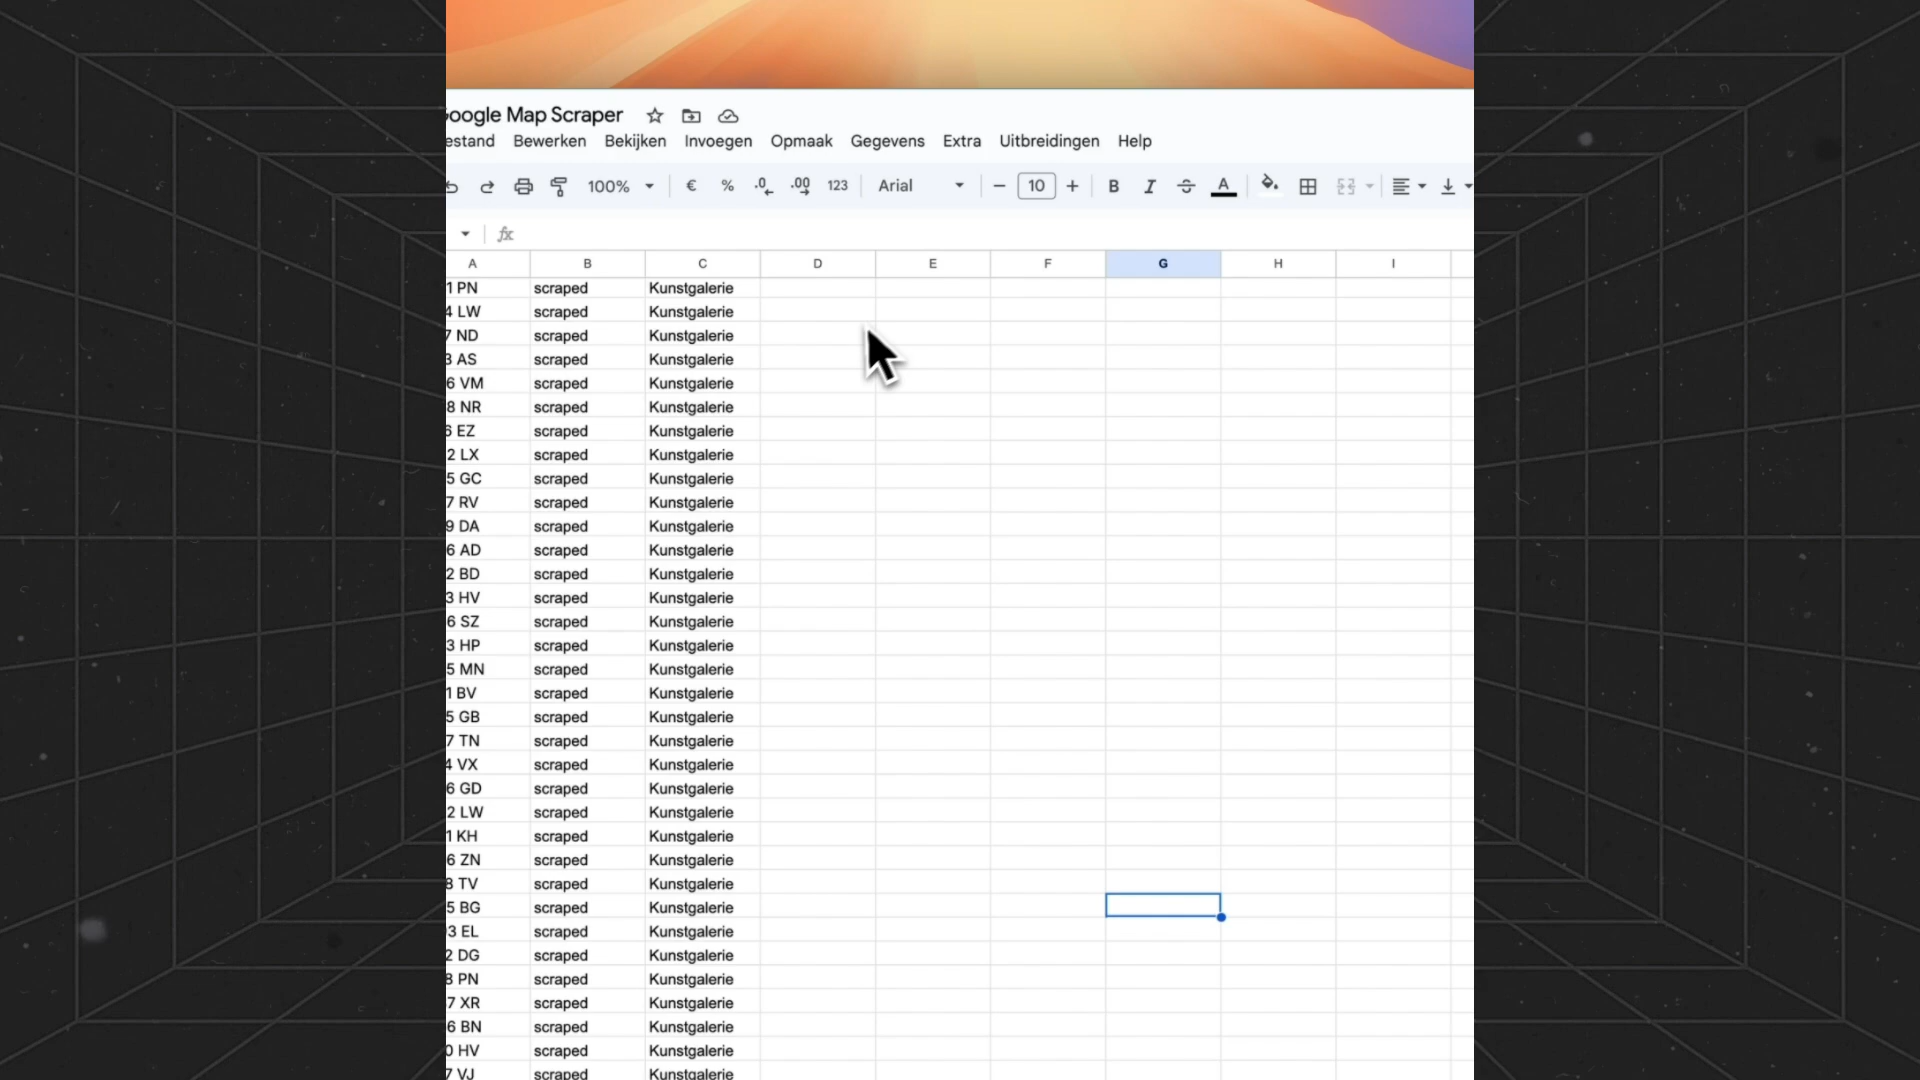 oogle Map Scraper
estand Bewerken Bekijken Invoegen Opmaak Gegevens Extra Uitbreidingen Help
100% € % .0 .00 123 Arial 10 B I S A
fx
A B C D E F G H I
1 PN scraped Kunstgalerie
4 LW scraped Kunstgalerie
7 ND scraped Kunstgalerie
3 AS scraped Kunstgalerie
6 VM scraped Kunstgalerie
8 NR scraped Kunstgalerie
6 EZ scraped Kunstgalerie
2 LX scraped Kunstgalerie
5 GC scraped Kunstgalerie
7 RV scraped Kunstgalerie
9 DA scraped Kunstgalerie
6 AD scraped Kunstgalerie
2 BD scraped Kunstgalerie
3 HV scraped Kunstgalerie
6 SZ scraped Kunstgalerie
3 HP scraped Kunstgalerie
5 MN scraped Kunstgalerie
1 BV scraped Kunstgalerie
5 GB scraped Kunstgalerie
7 TN scraped Kunstgalerie
4 VX scraped Kunstgalerie
6 GD scraped Kunstgalerie
2 LW scraped Kunstgalerie
1 KH scraped Kunstgalerie
6 ZN scraped Kunstgalerie
8 TV scraped Kunstgalerie
5 BG scraped Kunstgalerie
3 EL scraped Kunstgalerie
2 DG scraped Kunstgalerie
8 PN scraped Kunstgalerie
7 XR scraped Kunstgalerie
6 BN scraped Kunstgalerie
0 HV scraped Kunstgalerie
7 VJ scraped Kunstgalerie